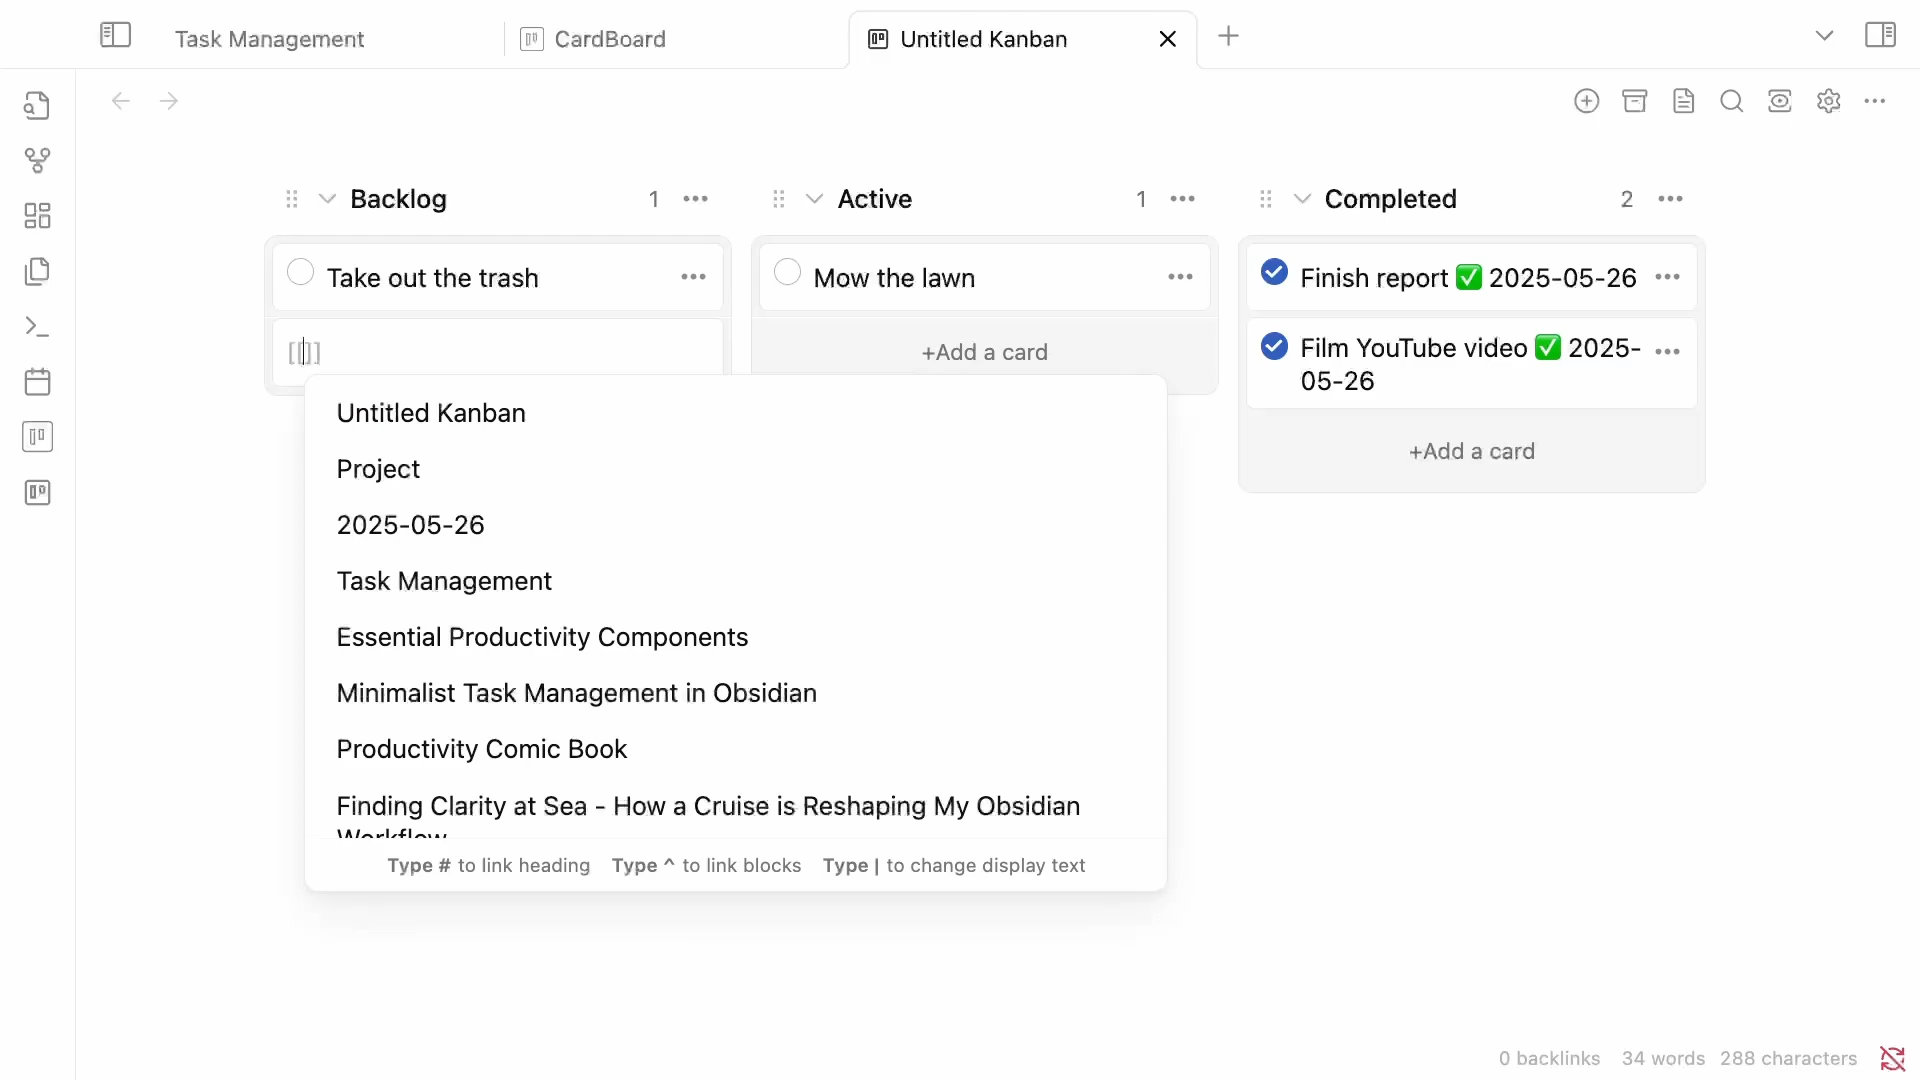 Task Management
CardBoard
Untitled Kanban
Backlog 1
Active 1
Completed 2
Take out the trash
Mow the lawn
Finish report ✅ 2025-05-26
[[]]
+Add a card
Film YouTube video ✅ 2025-
05-26
+Add a card
Untitled Kanban
Project
2025-05-26
Task Management
Essential Productivity Components
Minimalist Task Management in Obsidian
Productivity Comic Book
Finding Clarity at Sea - How a Cruise is Reshaping My Obsidian
Workflow
Type # to link heading Type ^ to link blocks Type | to change display text
0 backlinks 34 words 288 characters